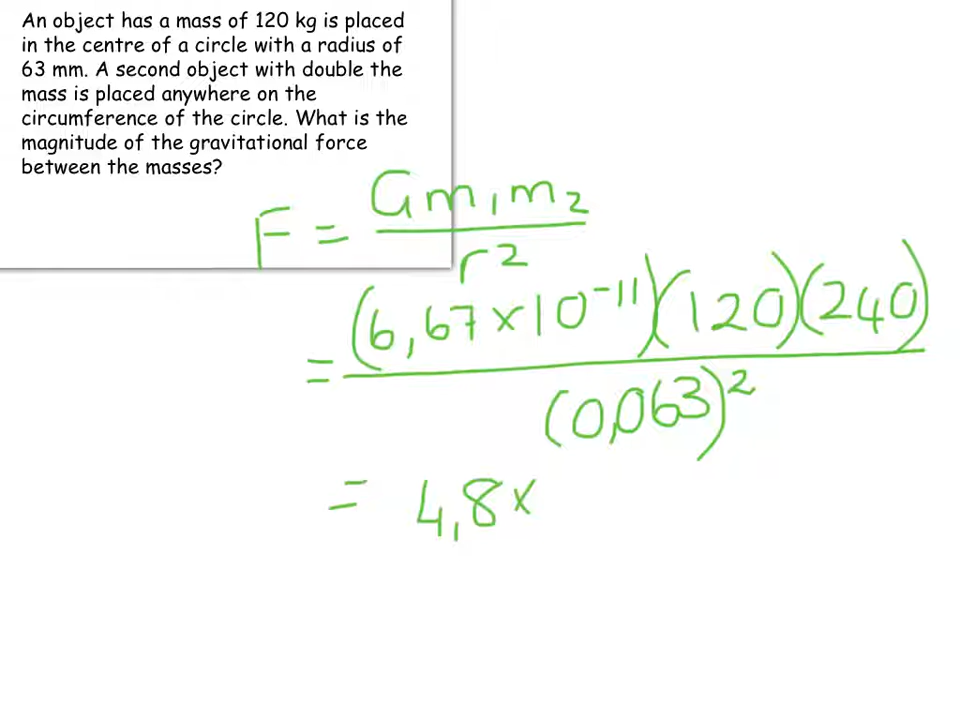 An object has a mass of 120 kg is placed
in the centre of a circle with a radius of
63 mm. A second object with double the
mass is placed anywhere on the
circumference of the circle. What is the
magnitude of the gravitational force
between the masses?
F = Gm₁m₂
r²
= (6,67×10⁻¹¹)(120)(240)
(0,063)²
= 4,8×